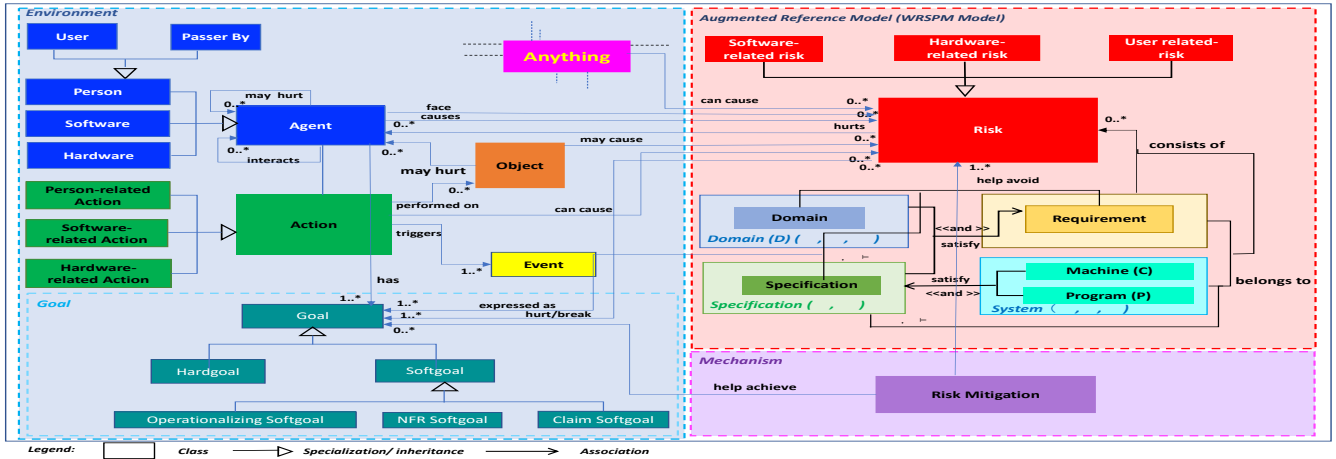 Environment
User
Passer By
Person
Software
Hardware
Person-related
Action
Software-
related Action
Hardware-
related Action
may hurt
0..*
Agent
0..*
interacts
Action
Anything
face
causes
0..*
0..*
Object
may hurt
0..*
performed on
triggers
1..*
Event
can cause
may cause
can cause
hurts
has
Goal
1..*
1..*
1..*
0..*
expressed as
hurt/break
Goal
Hardgoal
Softgoal
Operationalizing Softgoal
NFR Softgoal
Claim Softgoal
Augmented Reference Model (WRSPM Model)
Software-
related risk
Hardware-
related risk
User related-
risk
0..*
0..*
0..*
0..*
0..*
Risk
0..*
1..*
consists of
help avoid
Domain
Domain (D) ( , , )
Requirement
<<and >>
satisfy
Specification
Specification ( , )
satisfy
<<and >>
Machine (C)
Program (P)
System ( , , )
belongs to
Mechanism
help achieve
Risk Mitigation
Legend:
Class
Specialization/ inheritance
Association